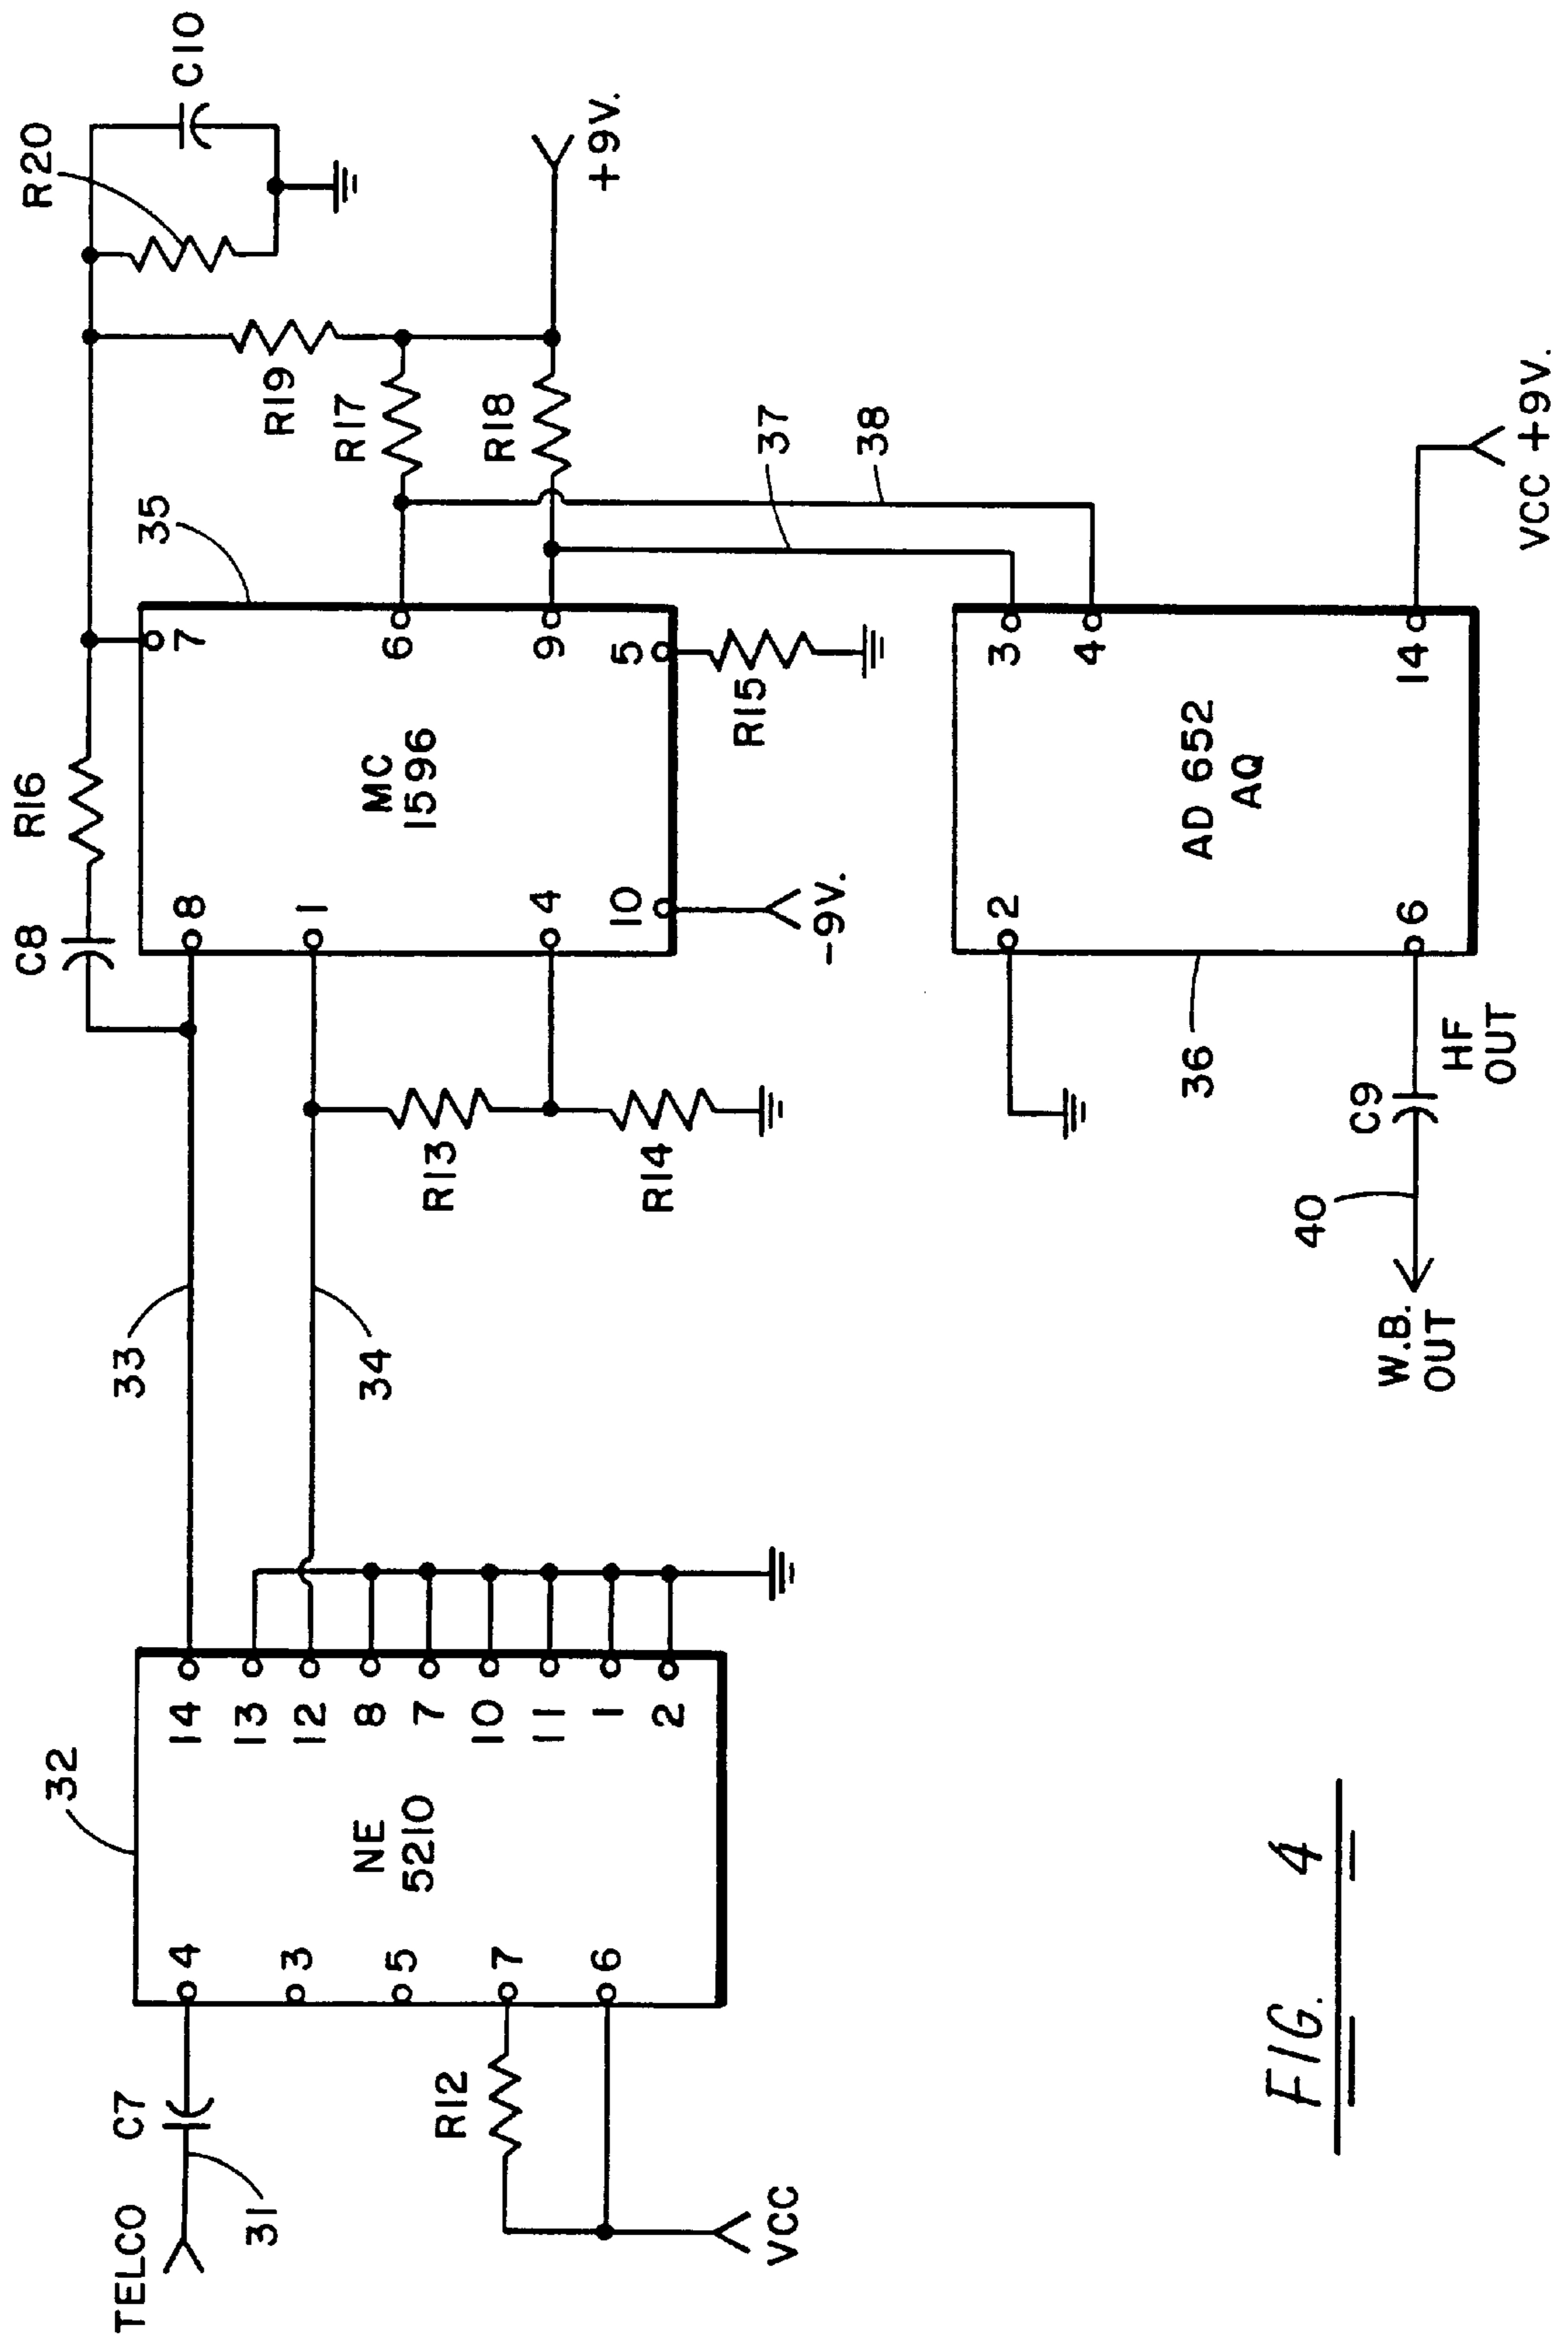 TELCO
C7
31
32
4
3
5
7
6
R12
VCC
NE
5210
14
13
12
8
7
10
11
1
2
33
34
R13
R14
C8
R16
35
8
1
4
10
7
6
9
5
MC
1596
-9V.
R15
R19
R17
R18
R20
C10
+9V.
37
38
36
2
6
3
4
14
AD 652
AQ
VCC +9V.
HF
OUT
C9
40
W.B.
OUT
FIG. 4